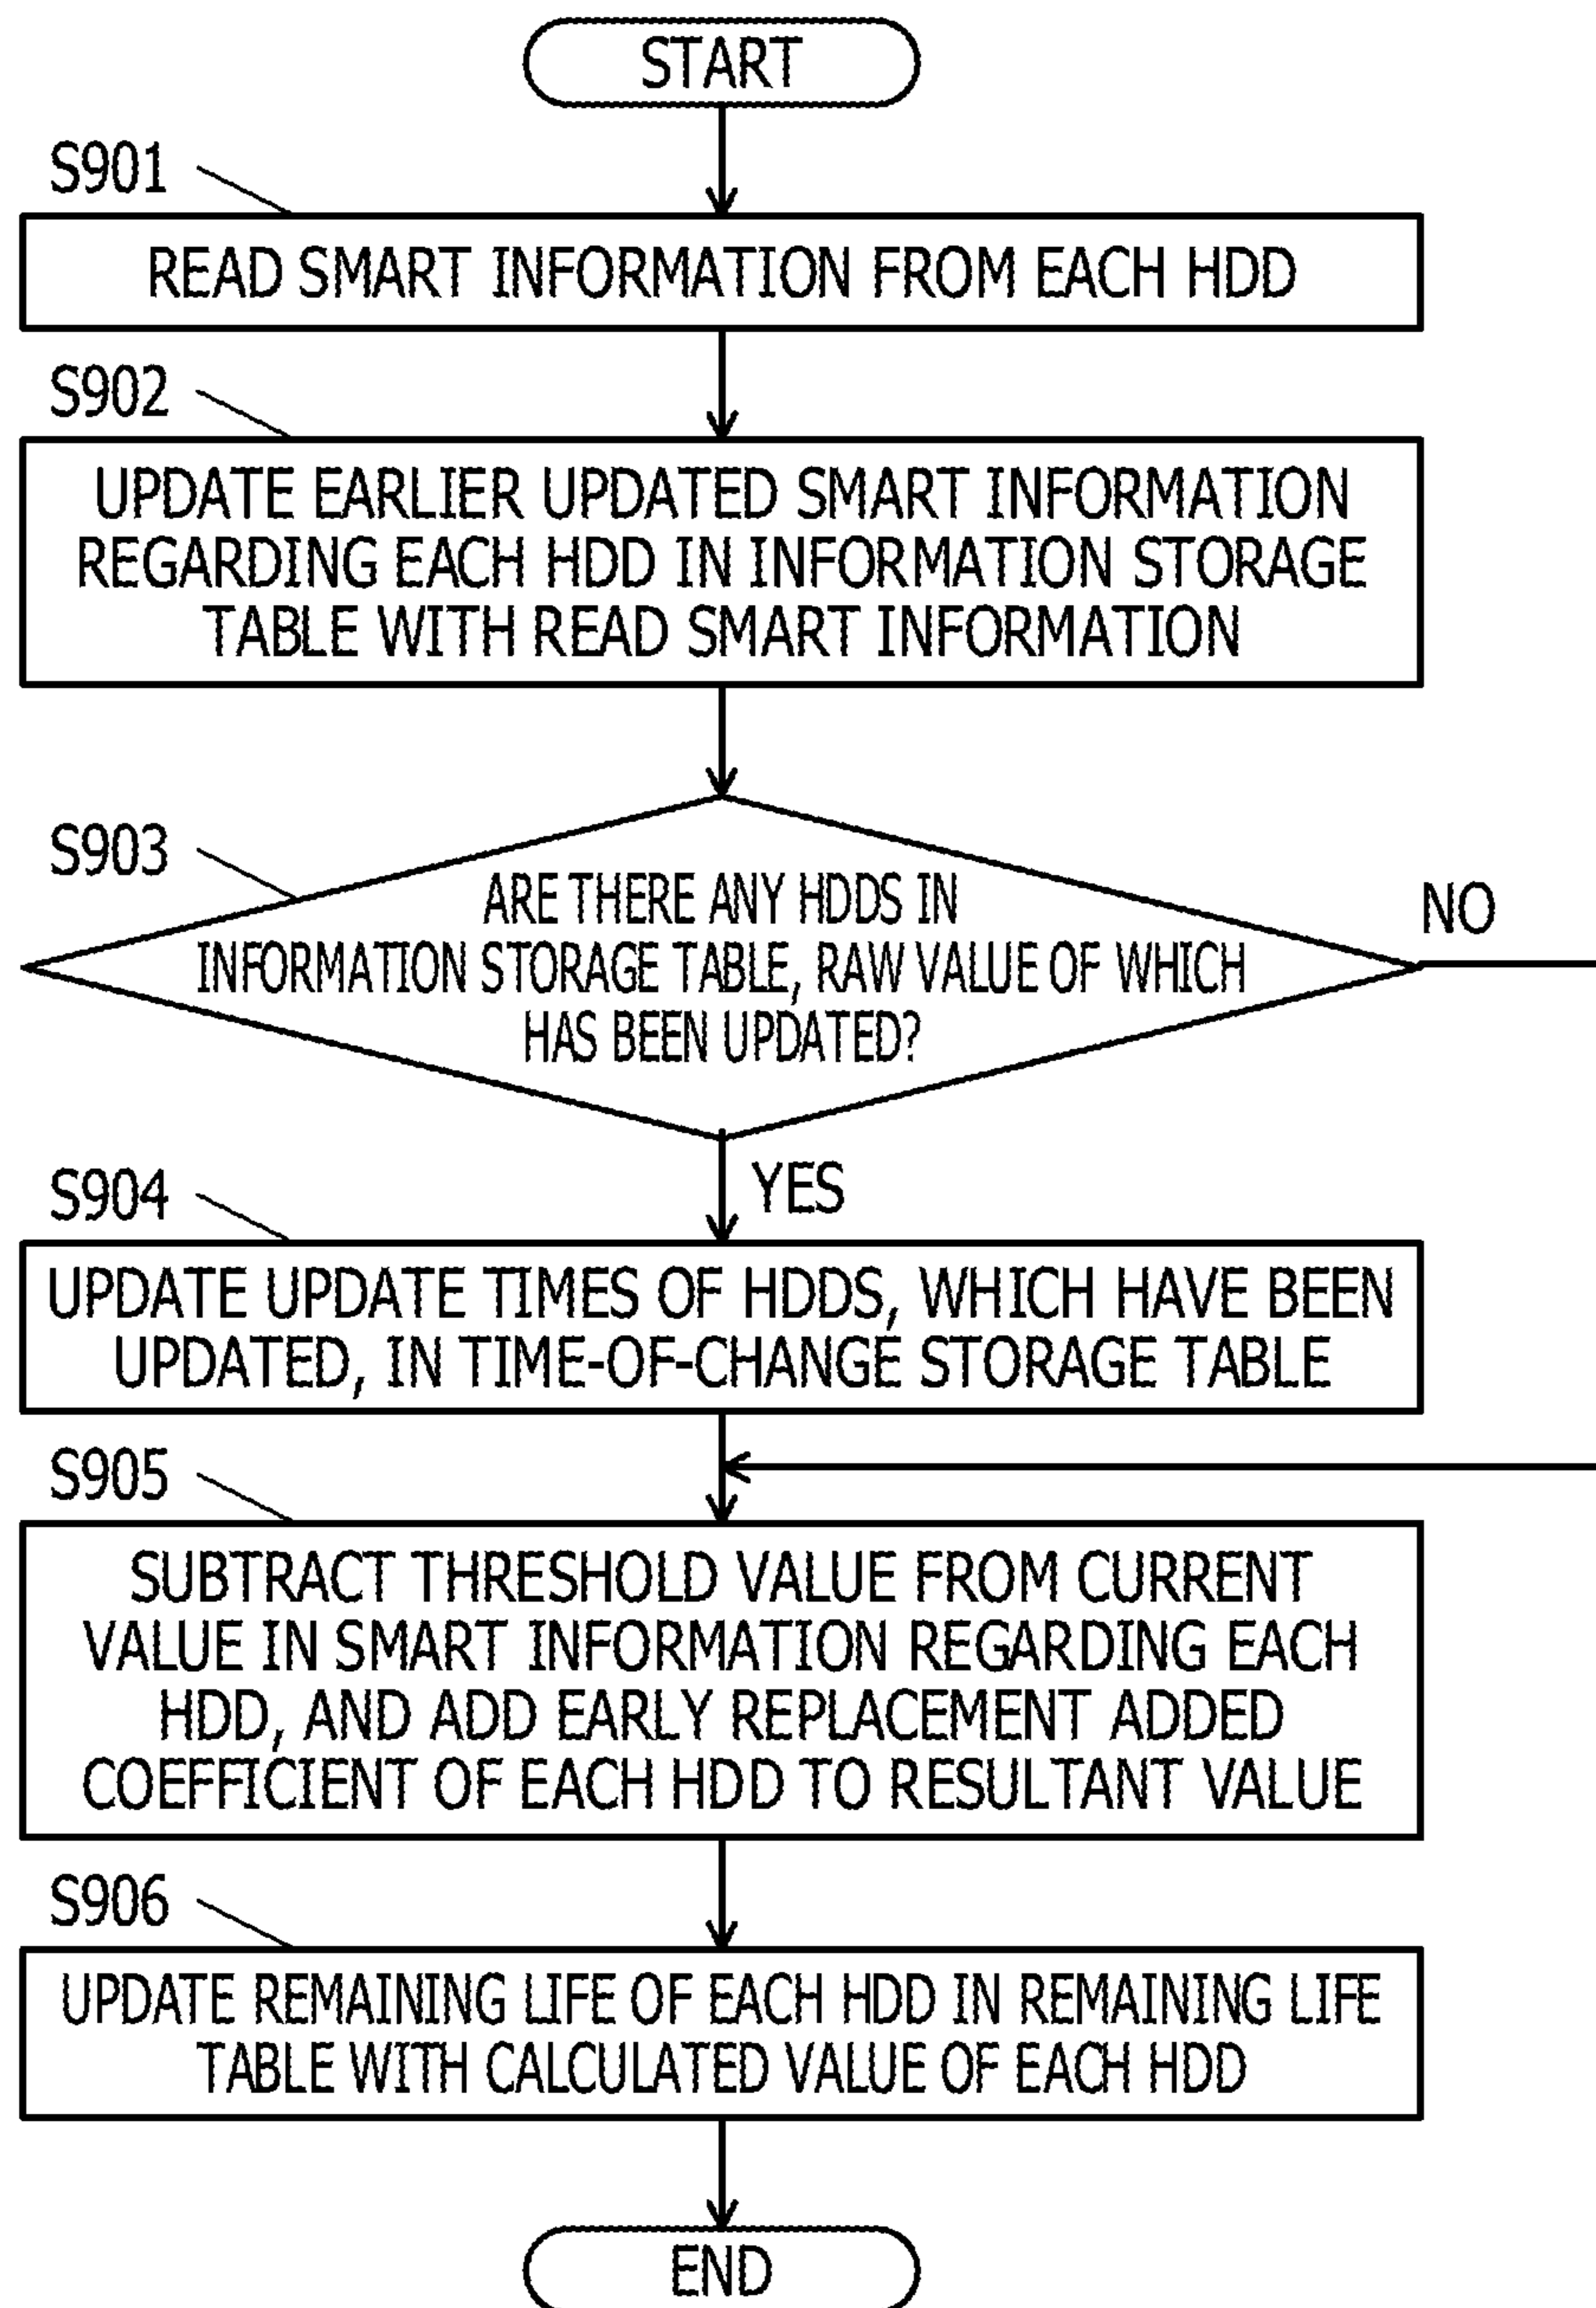 START
S901
READ SMART INFORMATION FROM EACH HDD
S902
UPDATE EARLIER UPDATED SMART INFORMATION
REGARDING EACH HDD IN INFORMATION STORAGE
TABLE WITH READ SMART INFORMATION
S903
ARE THERE ANY HDDS IN
INFORMATION STORAGE TABLE, RAW VALUE OF WHICH
HAS BEEN UPDATED?
NO
YES
S904
UPDATE UPDATE TIMES OF HDDS, WHICH HAVE BEEN
UPDATED, IN TIME-OF-CHANGE STORAGE TABLE
S905
SUBTRACT THRESHOLD VALUE FROM CURRENT
VALUE IN SMART INFORMATION REGARDING EACH
HDD, AND ADD EARLY REPLACEMENT ADDED
COEFFICIENT OF EACH HDD TO RESULTANT VALUE
S906
UPDATE REMAINING LIFE OF EACH HDD IN REMAINING LIFE
TABLE WITH CALCULATED VALUE OF EACH HDD
END